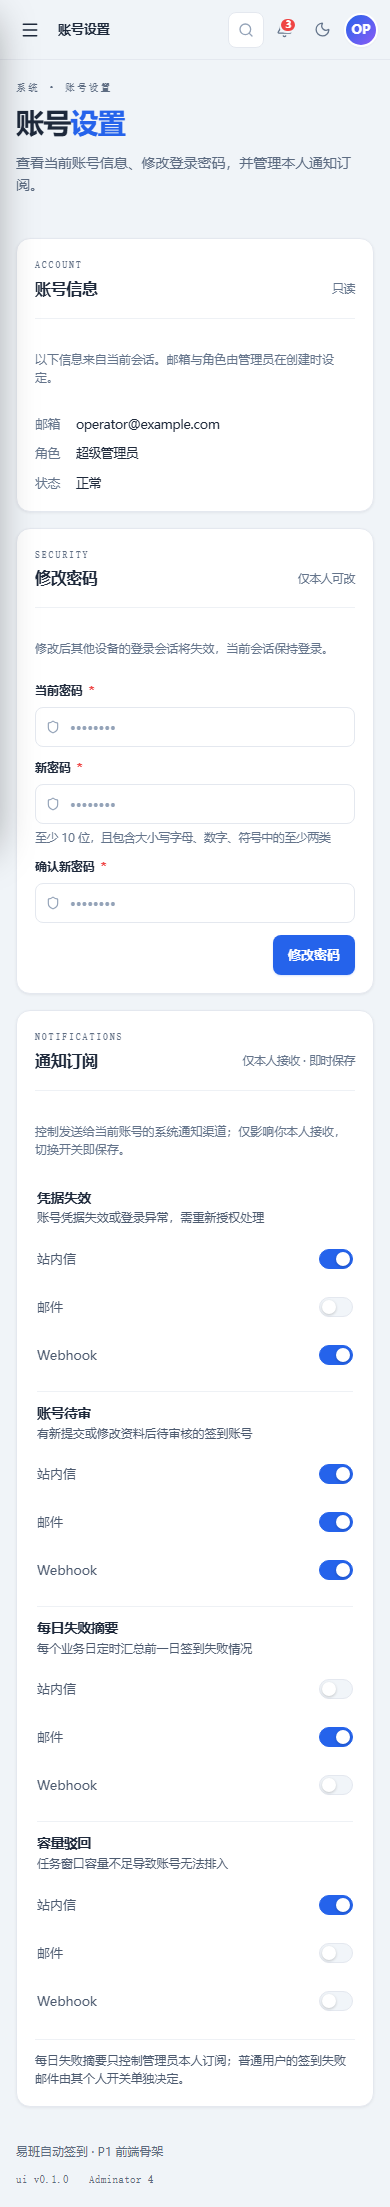 账号设置
3
OP
系统 · 账号设置
账号设置
查看当前账号信息、修改登录密码，并管理本人通知订
阅。
ACCOUNT
账号信息
只读
以下信息来自当前会话。邮箱与角色由管理员在创建时设
定。
邮箱 operator@example.com
角色 超级管理员
状态 正常
SECURITY
修改密码
仅本人可改
修改后其他设备的登录会话将失效，当前会话保持登录。
当前密码 *
••••••••
新密码 *
••••••••
至少 10 位，且包含大小写字母、数字、符号中的至少两类
确认新密码 *
••••••••
修改密码
NOTIFICATIONS
通知订阅
仅本人接收 · 即时保存
控制发送给当前账号的系统通知渠道；仅影响你本人接收，
切换开关即保存。
凭据失效
账号凭据失效或登录异常，需重新授权处理
站内信
邮件
Webhook
账号待审
有新提交或修改资料后待审核的签到账号
站内信
邮件
Webhook
每日失败摘要
每个业务日定时汇总前一日签到失败情况
站内信
邮件
Webhook
容量驳回
任务窗口容量不足导致账号无法排入
站内信
邮件
Webhook
每日失败摘要只控制管理员本人订阅；普通用户的签到失败
邮件由其个人开关单独决定。
易班自动签到 · P1 前端骨架
ui v0.1.0 Adminator 4